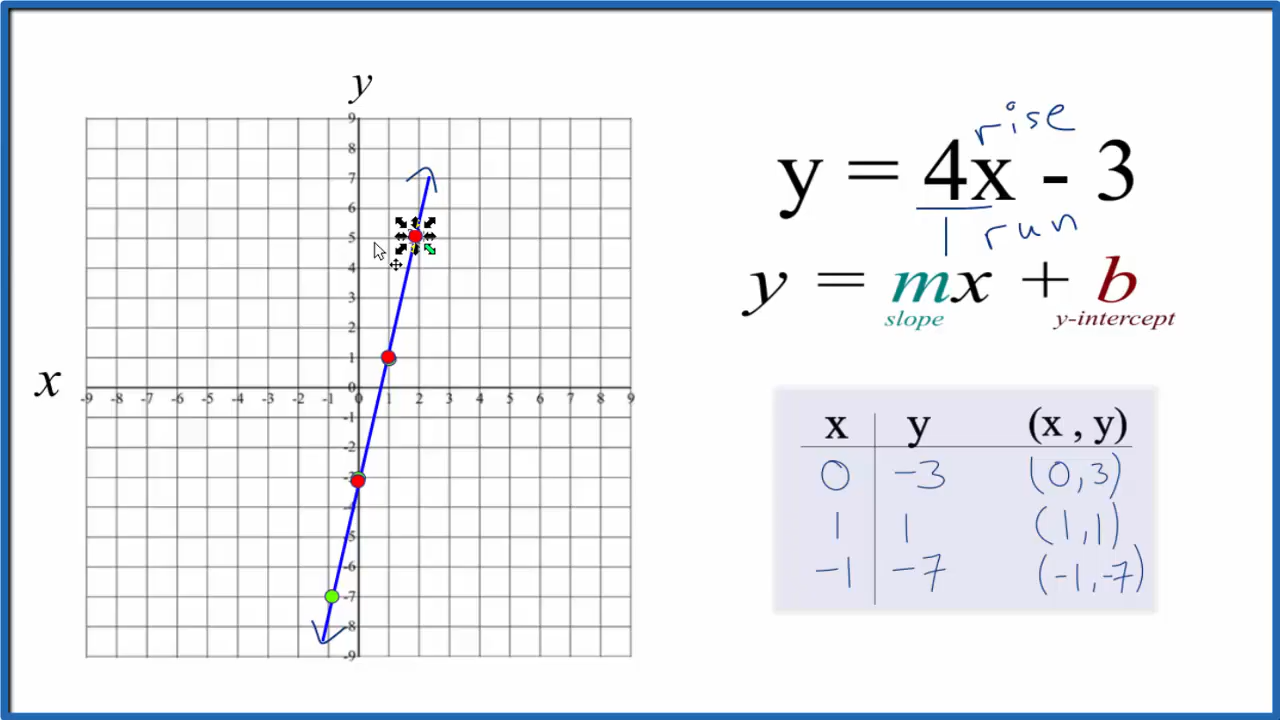 y
9
8
7
6
5
4
3
2
1
0
x
-9 -8 -7 -6 -5 -4 -3 -2 -1 0 1 2 3 4 5 6 7 8 9
-1
-2
-5
-6
-7
-8
-9
rise
y = 4x - 3
1 run
y = mx + b
slope y-intercept
x y (x , y)
0 -3 (0,3)
1 1 (1,1)
-1 -7 (-1,-7)